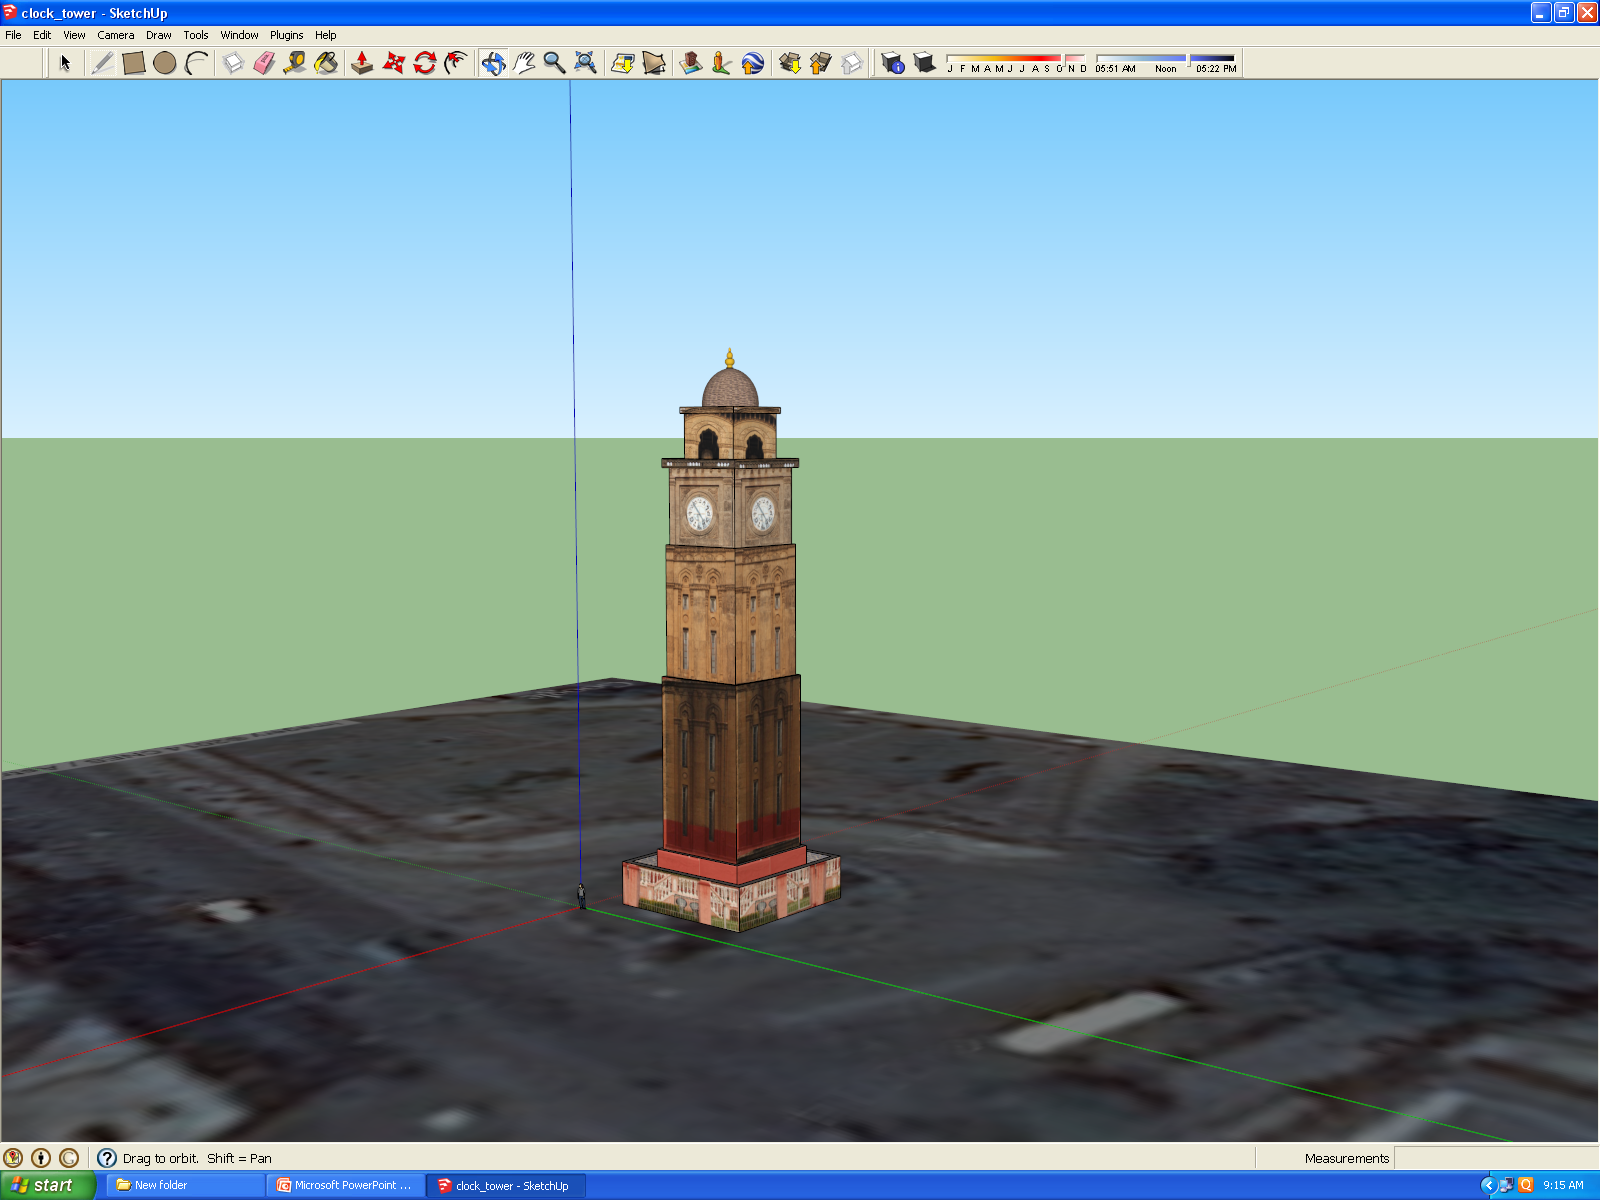 clock_tower - SketchUp
File Edit View Camera Draw Tools Window Plugins Help
J F M A M J J A S O N D
05:51 AM Noon 05:22 PM
Drag to orbit. Shift = Pan
Measurements
start
New folder
Microsoft PowerPoint ...
clock_tower - SketchUp
9:15 AM